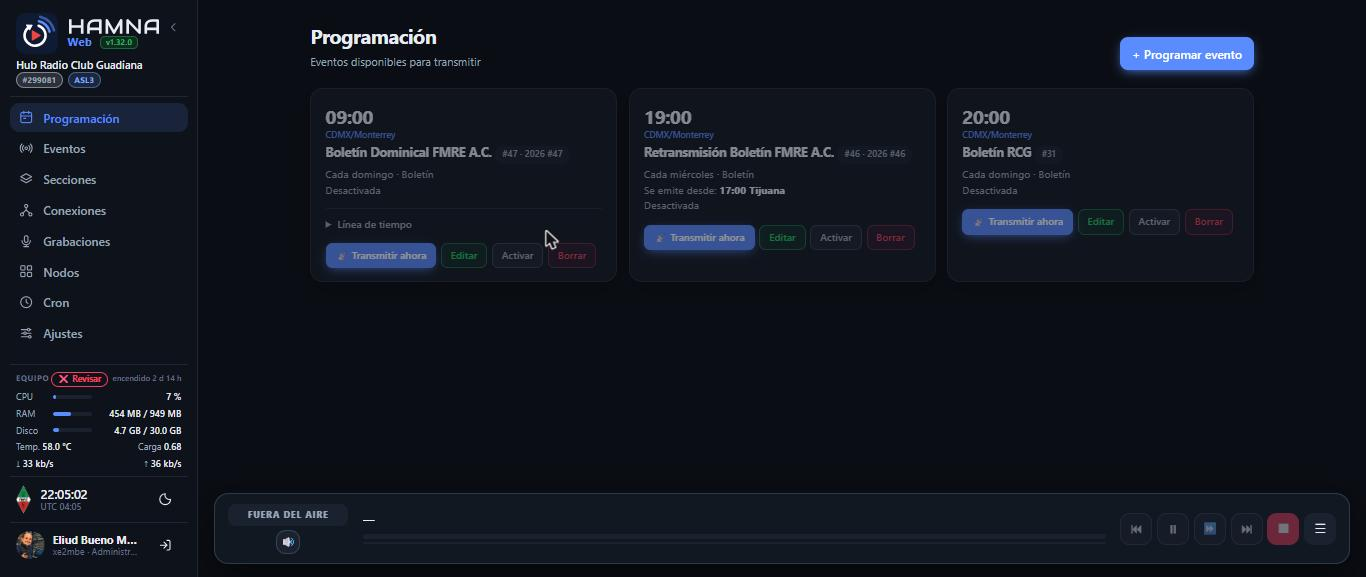 HAMNA
Web v1.32.0
Hub Radio Club Guadiana
#299081 ASL3
Programación
Eventos
Secciones
Conexiones
Grabaciones
Nodos
Cron
Ajustes
EQUIPO Revisar encendido 2 d 14 h
CPU 7 %
RAM 454 MB / 949 MB
Disco 4.7 GB / 30.0 GB
Temp. 58.0 °C Carga 0.68
↓ 33 kb/s ↑ 36 kb/s
22:05:02
UTC 04:05
Eliud Bueno M...
xe2mbe · Administr...
Programación
Eventos disponibles para transmitir
+ Programar evento
09:00
CDMX/Monterrey
Boletín Dominical FMRE A.C. #47 · 2026 #47
Cada domingo · Boletín
Desactivada
Línea de tiempo
Transmitir ahora Editar Activar Borrar
19:00
CDMX/Monterrey
Retransmisión Boletín FMRE A.C. #46 · 2026 #46
Cada miércoles · Boletín
Se emite desde: 17:00 Tijuana
Desactivada
Transmitir ahora Editar Activar Borrar
20:00
CDMX/Monterrey
Boletín RCG #31
Cada domingo · Boletín
Desactivada
Transmitir ahora Editar Activar Borrar
FUERA DEL AIRE —